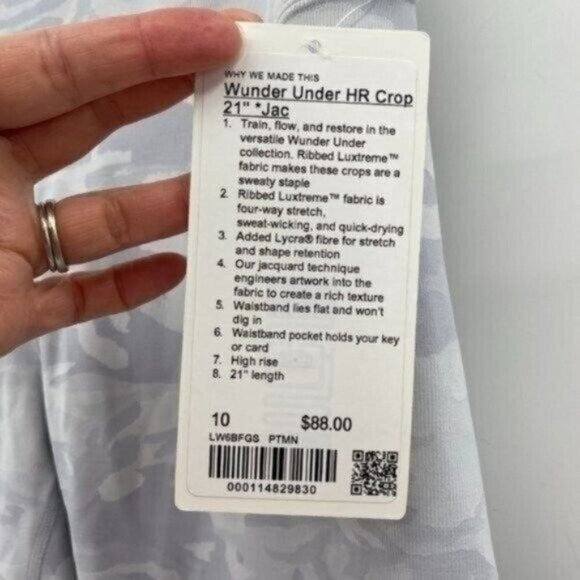 WHY WE MADE THIS
Wunder Under HR Crop
21" *Jac
1. Train, flow, and restore in the
versatile Wunder Under
collection. Ribbed Luxtreme™
fabric makes these crops are a
sweaty staple
2. Ribbed Luxtreme™ fabric is
four-way stretch,
sweat-wicking, and quick-drying
3. Added Lycra® fibre for stretch
and shape retention
4. Our jacquard technique
engineers artwork into the
fabric to create a rich texture
5. Waistband lies flat and won't
dig in
6. Waistband pocket holds your key
or card
7. High rise
8. 21" length
10 $88.00
LW6BFGS PTMN
000114829830